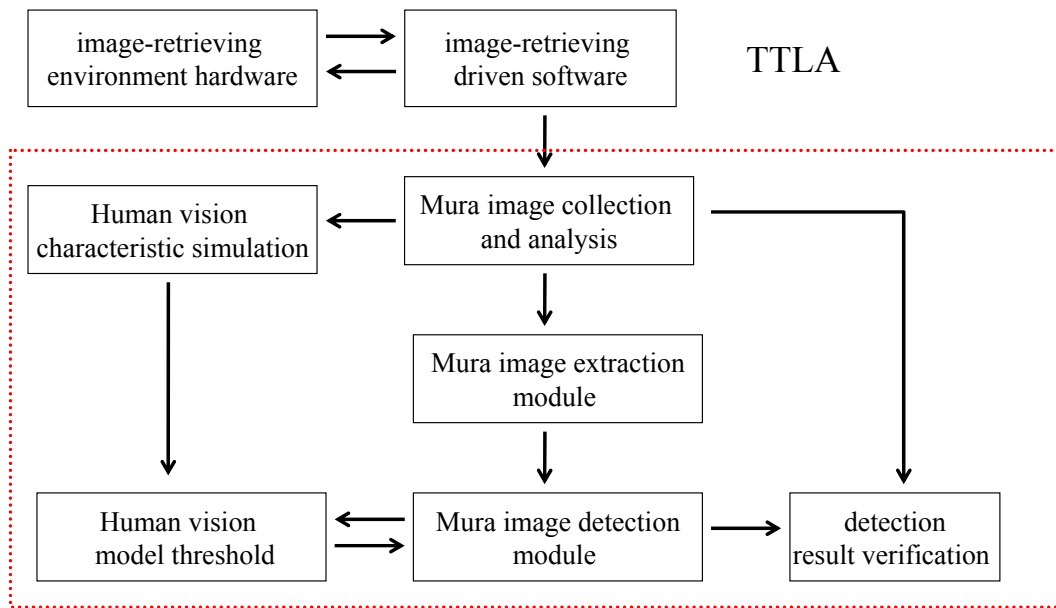 image-retrieving
environment hardware
image-retrieving
driven software
TTLA
Human vision
characteristic simulation
Mura image collection
and analysis
Mura image extraction
module
Human vision
model threshold
Mura image detection
module
detection
result verification